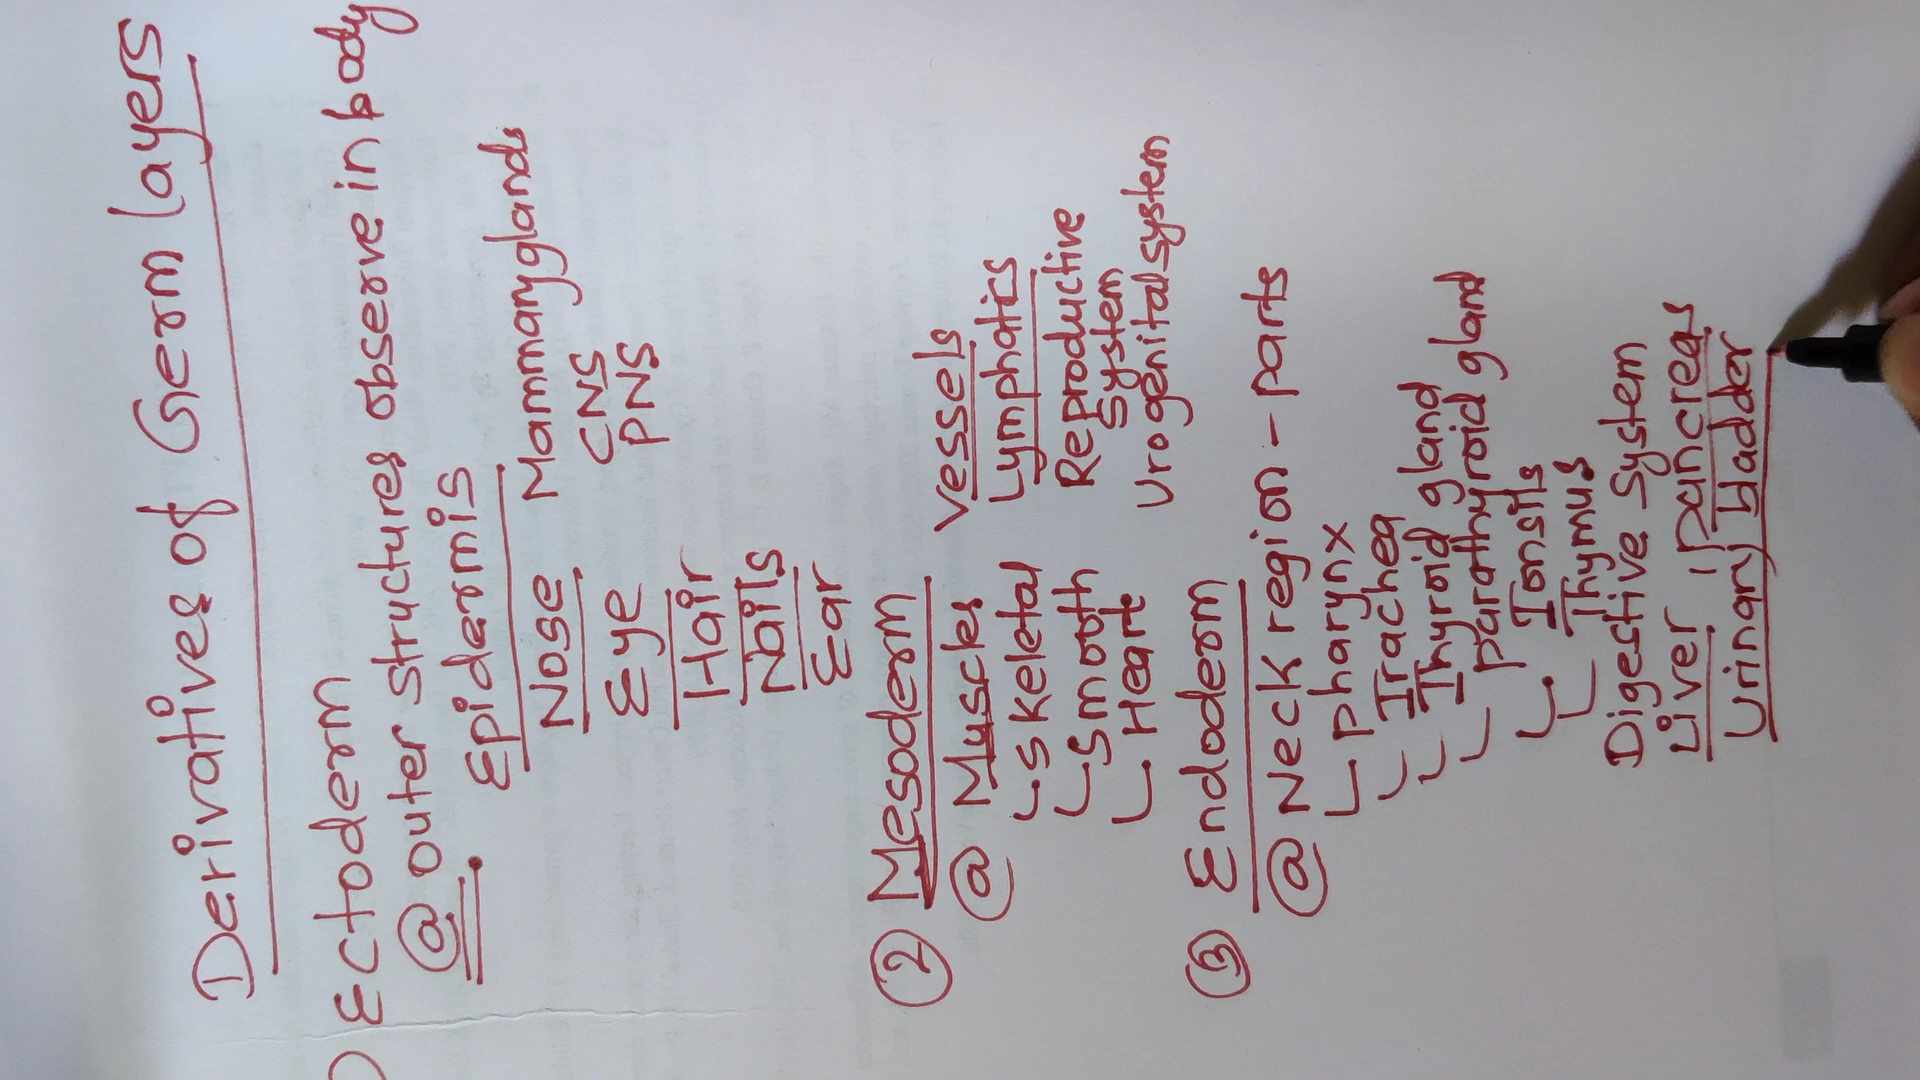 Derivatives of Germ layers
Ectoderm
@ outer structures observe in body
Epidermis
Nose
Eye
Hair
Nails
Ear
Mammary glands
CNS
PNS
2 Mesoderm
@ Muscles
Skeletal
Smooth
Heart
Vessels
Lymphatics
Reproductive
System
Urogenital system
3 Endoderm
@ Neck region - parts
pharynx
Trachea
Thyroid gland
parathyroid gland
Tonsils
Thymus
Digestive System
Liver, Pancreas
Urinary bladder